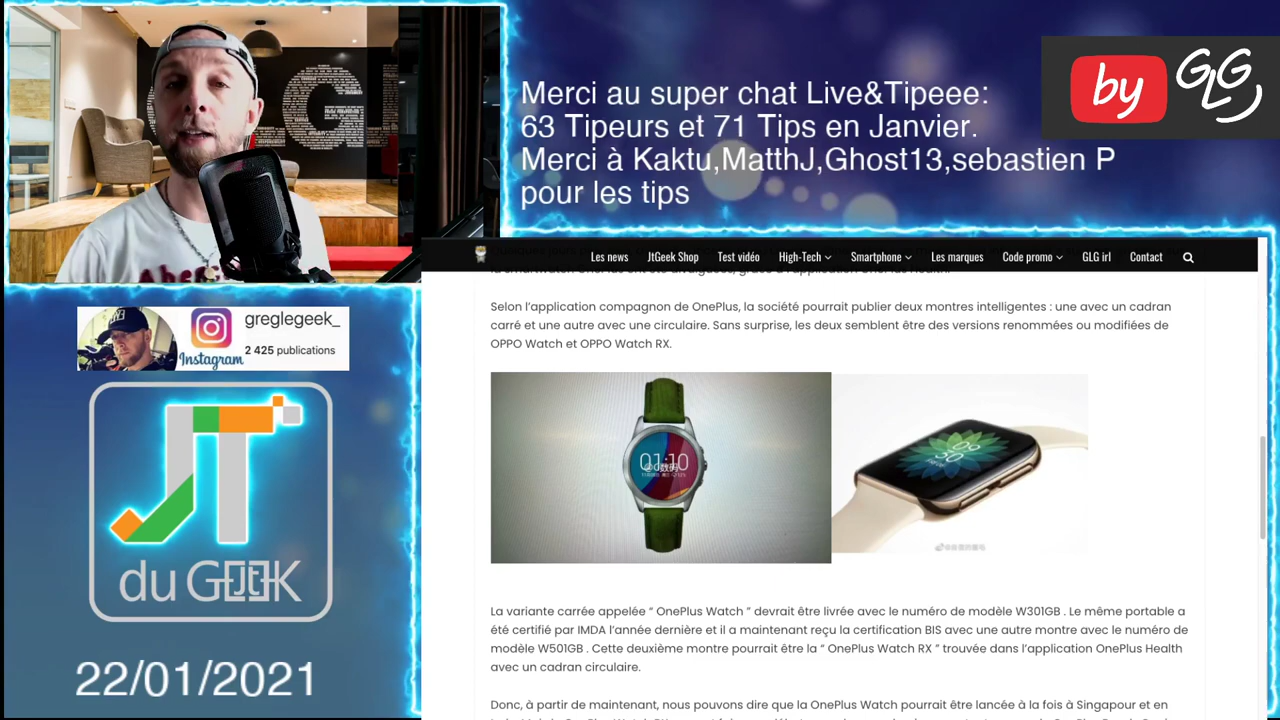 Merci au super chat Live&Tipeee:
63 Tipeurs et 71 Tips en Janvier.
Merci à Kaktu,MatthJ,Ghost13,sebastien P
pour les tips
by GLG
greglegeek_
Instagram 2 425 publications
JT
du GEEK
22/01/2021
Les news JtGeek Shop Test vidéo High-Tech Smartphone Les marques Code promo GLG irl Contact
Selon l'application compagnon de OnePlus, la société pourrait publier deux montres intelligentes : une avec un cadran
carré et une autre avec une circulaire. Sans surprise, les deux semblent être des versions renommées ou modifiées de
OPPO Watch et OPPO Watch RX.
01:10
09
30
La variante carrée appelée “ OnePlus Watch ” devrait être livrée avec le numéro de modèle W301GB . Le même portable a
été certifié par IMDA l'année dernière et il a maintenant reçu la certification BIS avec une autre montre avec le numéro de
modèle W501GB . Cette deuxième montre pourrait être la “ OnePlus Watch RX ” trouvée dans l'application OnePlus Health
avec un cadran circulaire.
Donc, à partir de maintenant, nous pouvons dire que la OnePlus Watch pourrait être lancée à la fois à Singapour et en